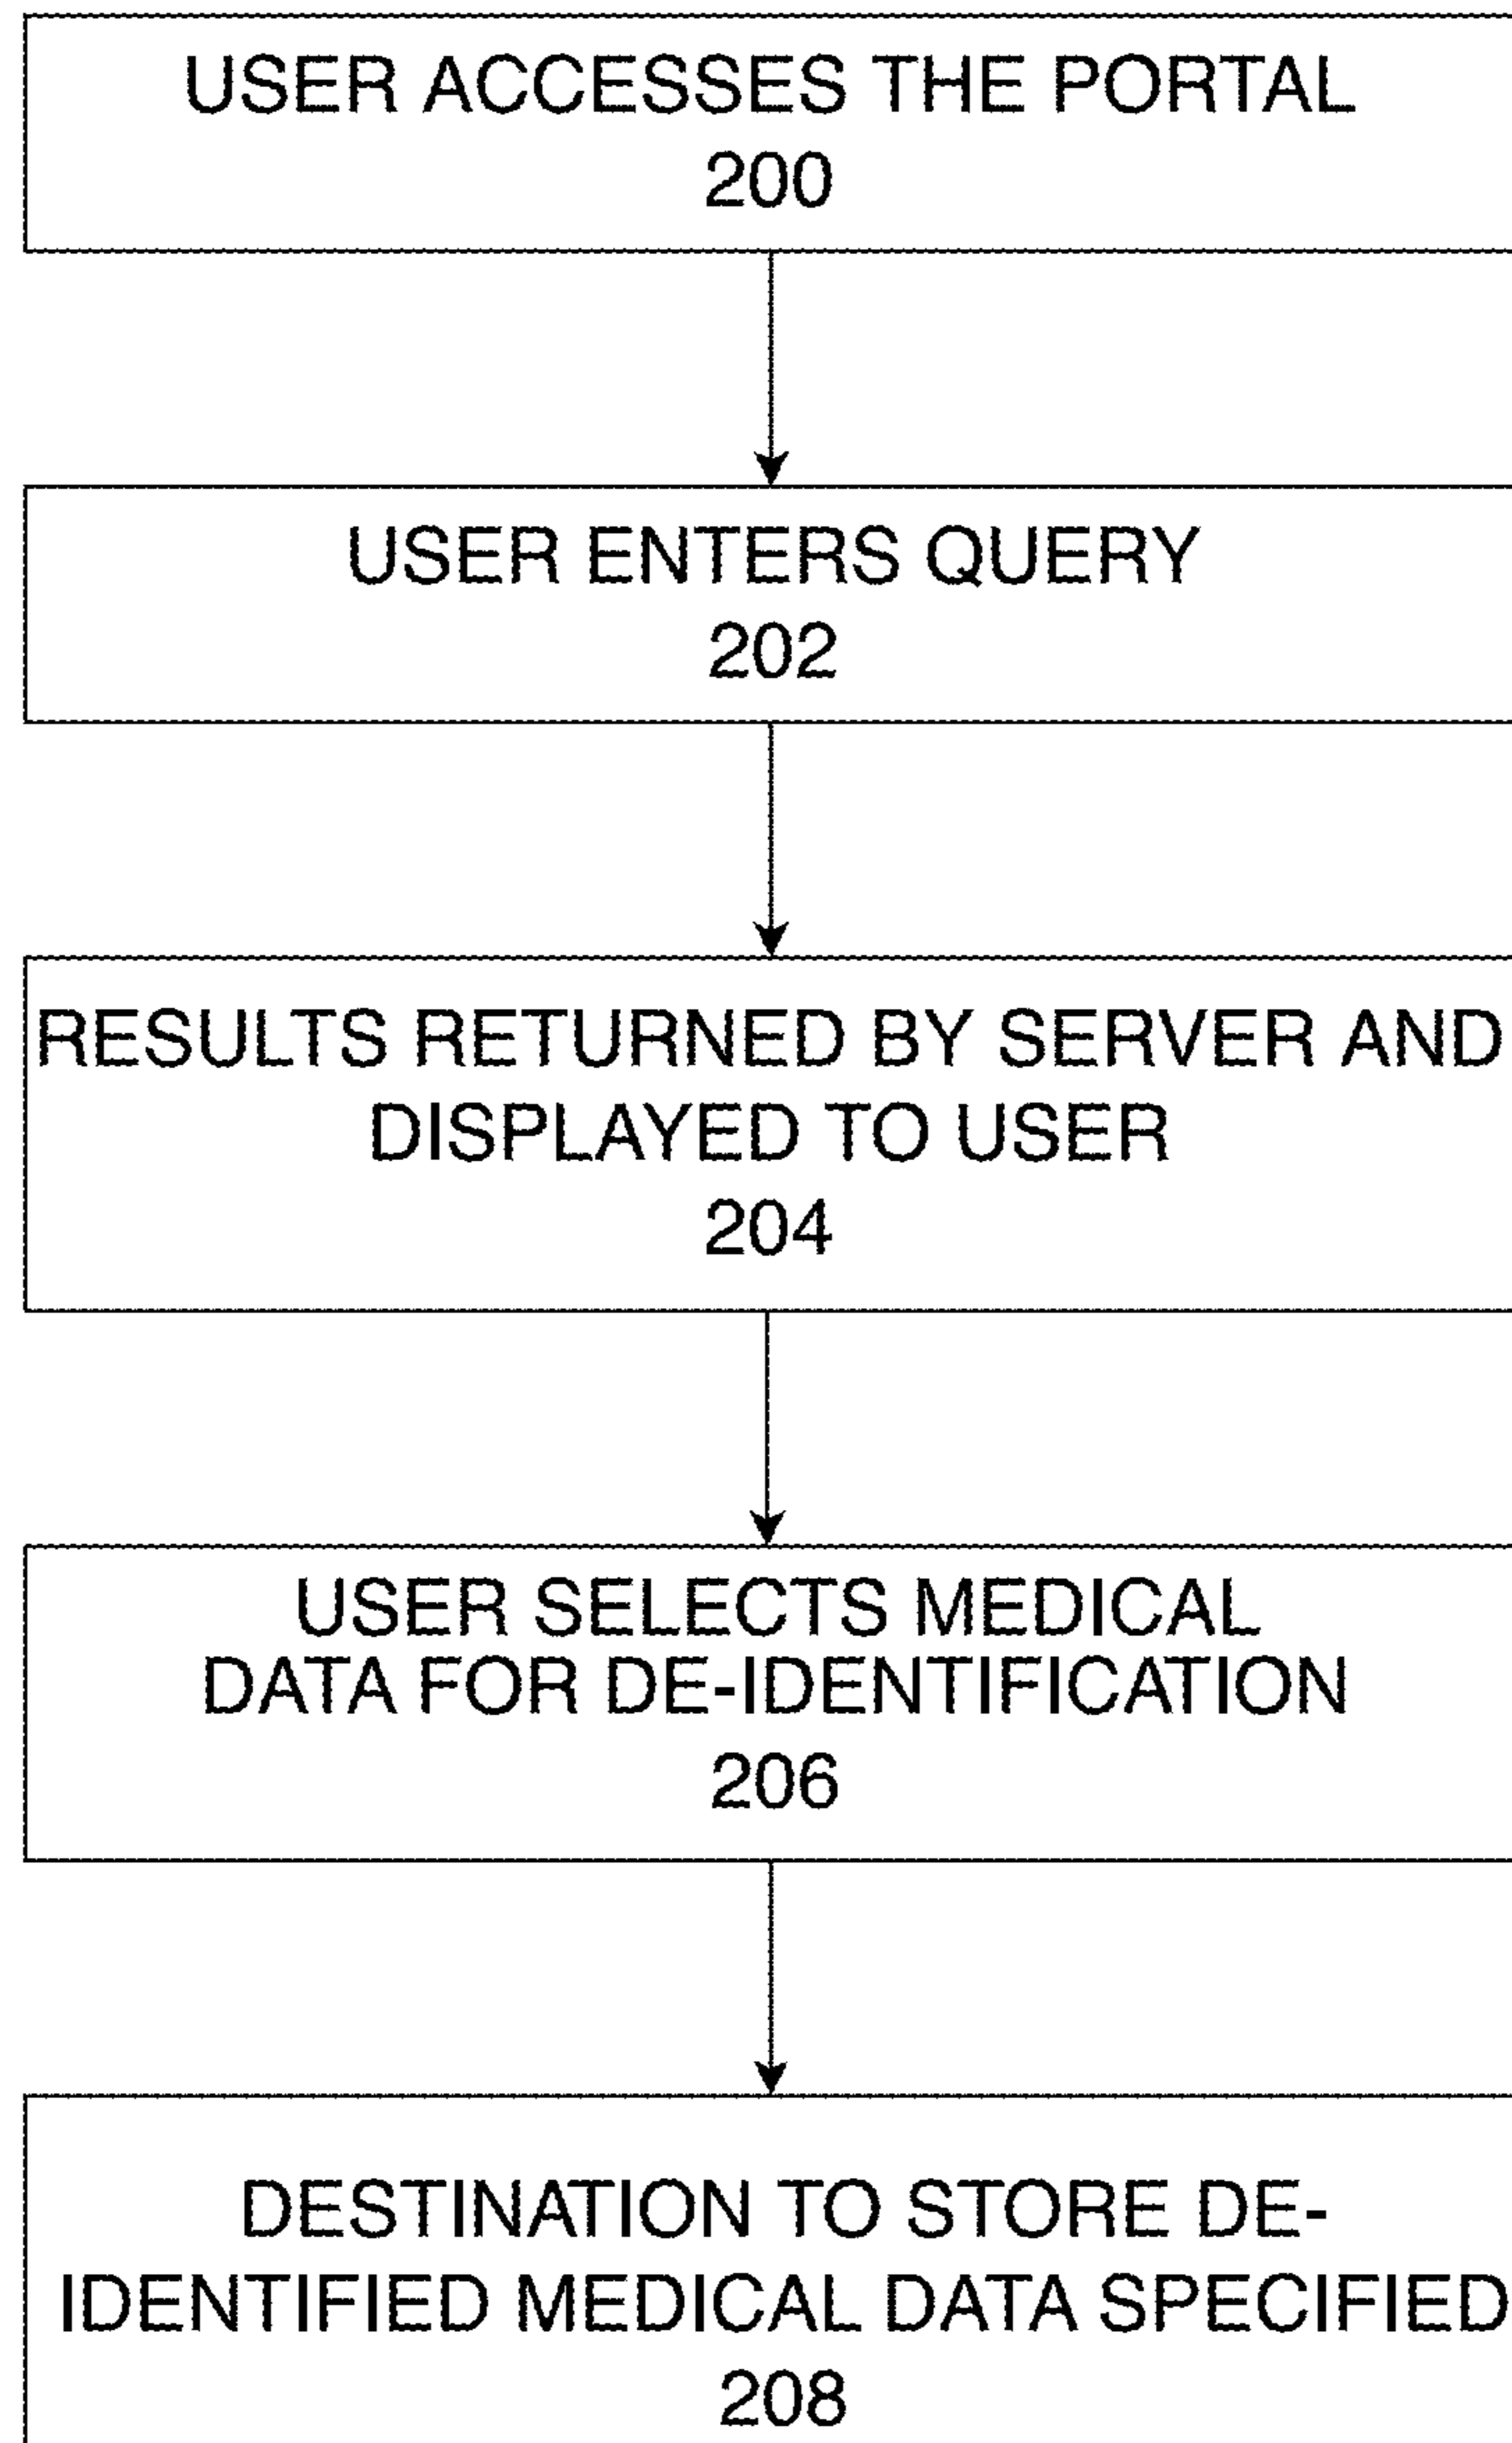 USER ACCESSES THE PORTAL
200
USER ENTERS QUERY
202
RESULTS RETURNED BY SERVER AND
DISPLAYED TO USER
204
USER SELECTS MEDICAL
DATA FOR DE-IDENTIFICATION
206
DESTINATION TO STORE DE-
IDENTIFIED MEDICAL DATA SPECIFIED
208